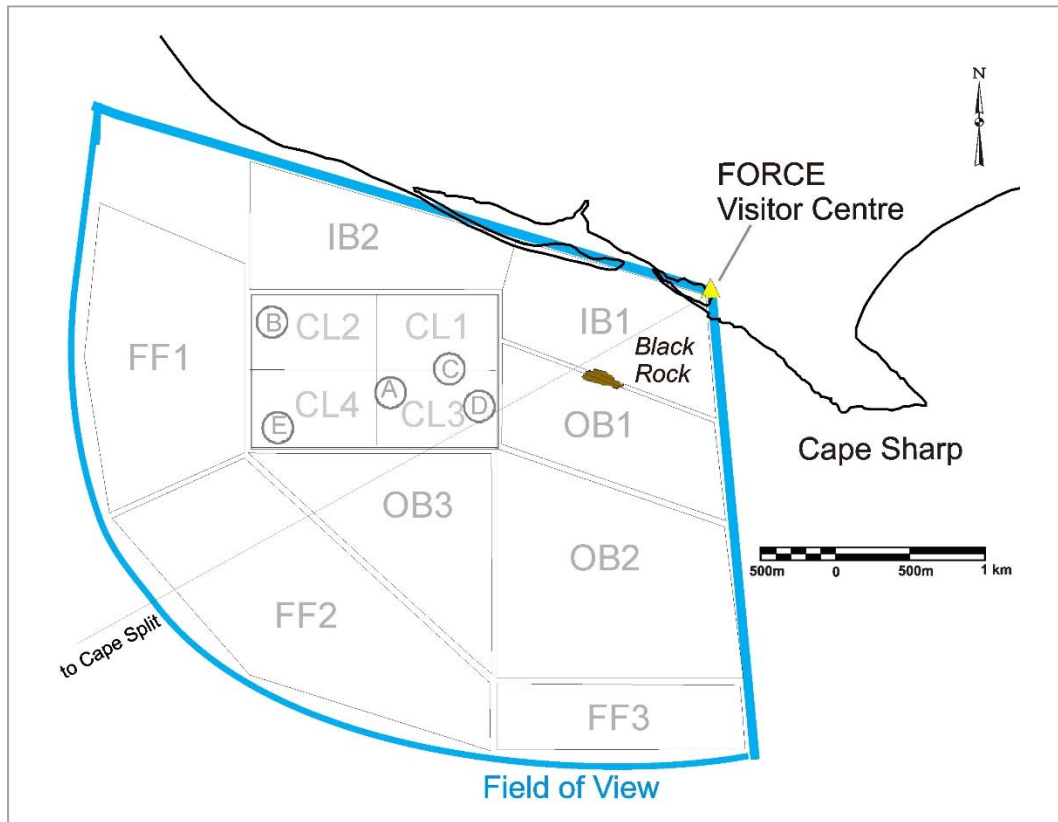 N
FORCE
Visitor Centre
IB2
IB1
Black
Rock
B
CL2
CL1
FF1
C
A
D
CL4
CL3
E
OB1
Cape Sharp
OB3
OB2
500m
0
500m
1 km
FF2
to Cape Split
FF3
Field of View